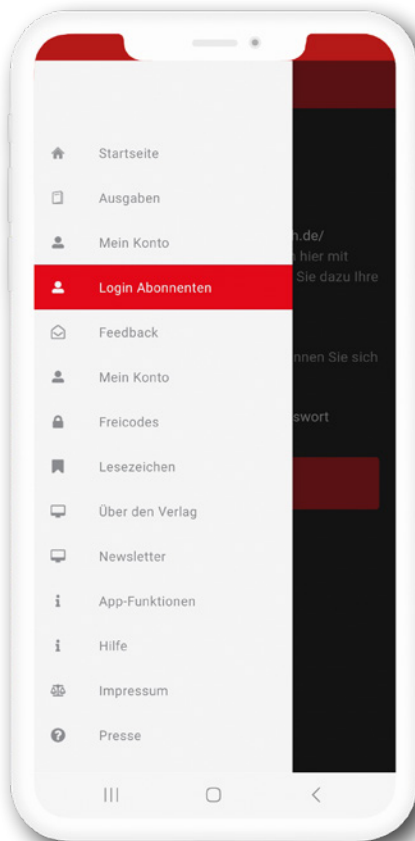 Startseite
Ausgaben
Mein Konto
h.de/
hier mit
Login Abonnenten
Sie dazu Ihre
Feedback
nnen Sie sich
Mein Konto
Freicodes
swort
Lesezeichen
Über den Verlag
Newsletter
App-Funktionen
Hilfe
Impressum
Presse